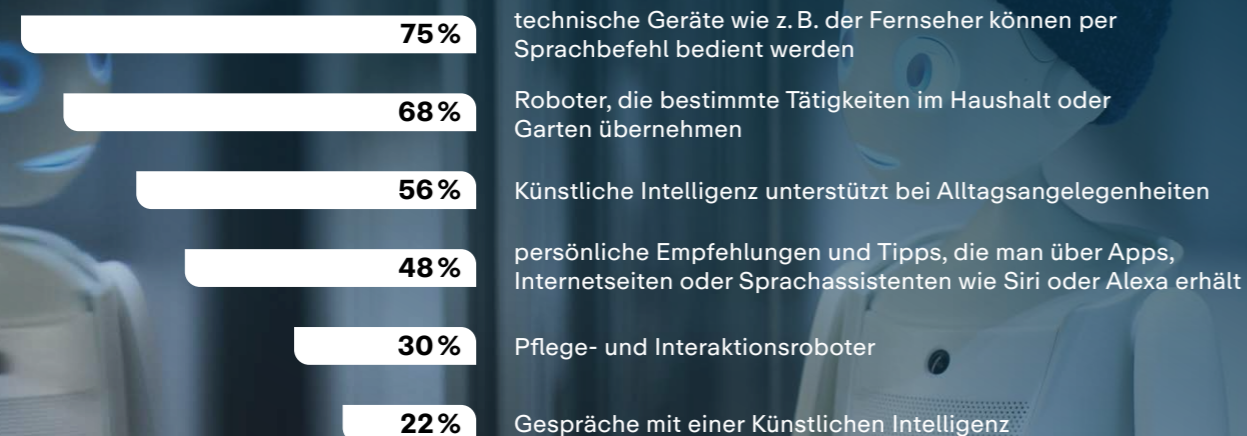 75 %
technische Geräte wie z. B. der Fernseher können per
Sprachbefehl bedient werden
68 %
Roboter, die bestimmte Tätigkeiten im Haushalt oder
Garten übernehmen
56 %
Künstliche Intelligenz unterstützt bei Alltagsangelegenheiten
48 %
persönliche Empfehlungen und Tipps, die man über Apps,
Internetseiten oder Sprachassistenten wie Siri oder Alexa erhält
30 %
Pflege- und Interaktionsroboter
22 %
Gespräche mit einer Künstlichen Intelligenz